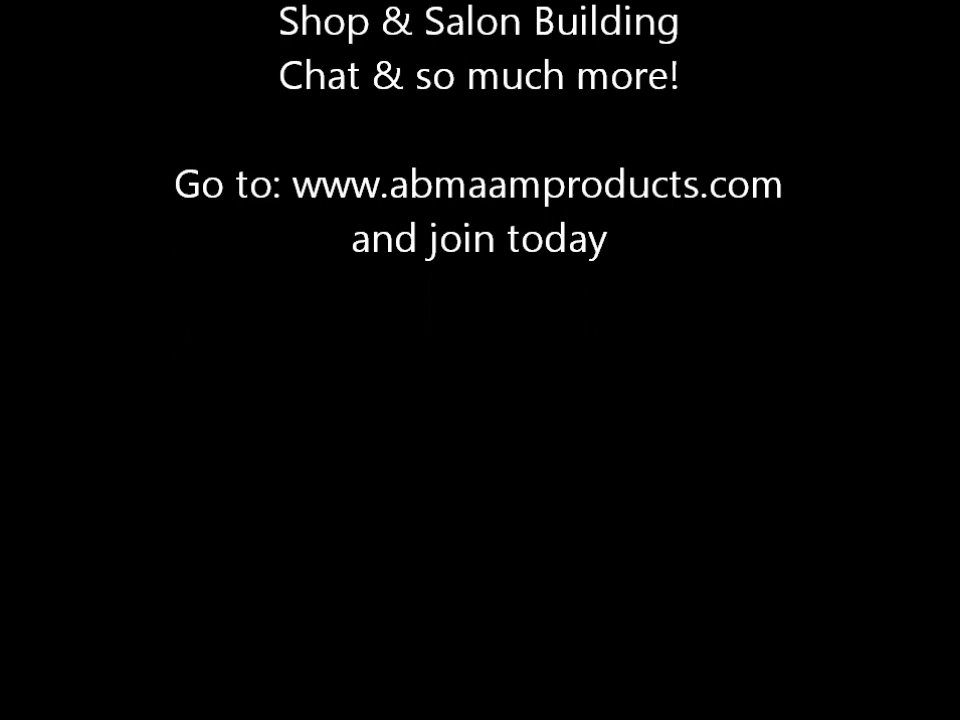 Shop & Salon Building
Chat & so much more!
Go to: www.abmaamproducts.com
and join today